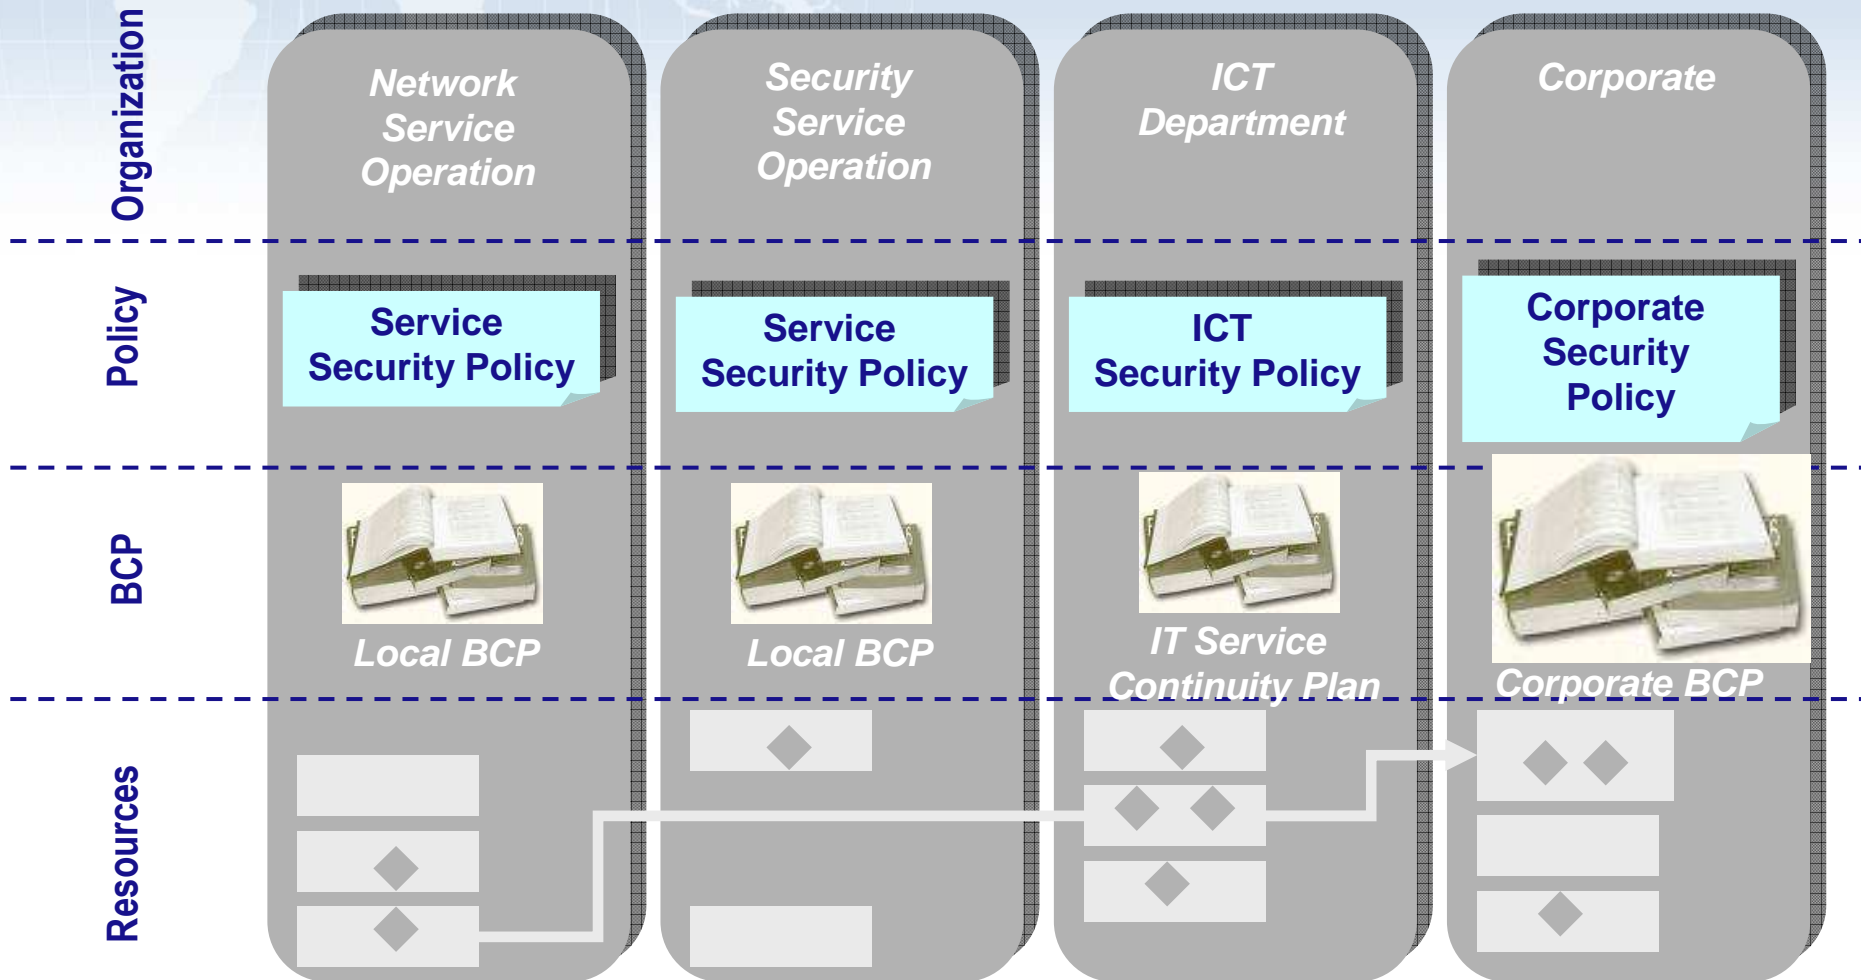 Organization
Network
Service
Operation
Security
Service
Operation
ICT
Department
Corporate
Policy
Service
Security Policy
Service
Security Policy
ICT
Security Policy
Corporate
Security
Policy
BCP
Local BCP
Local BCP
IT Service
Continuity Plan
Corporate BCP
Resources